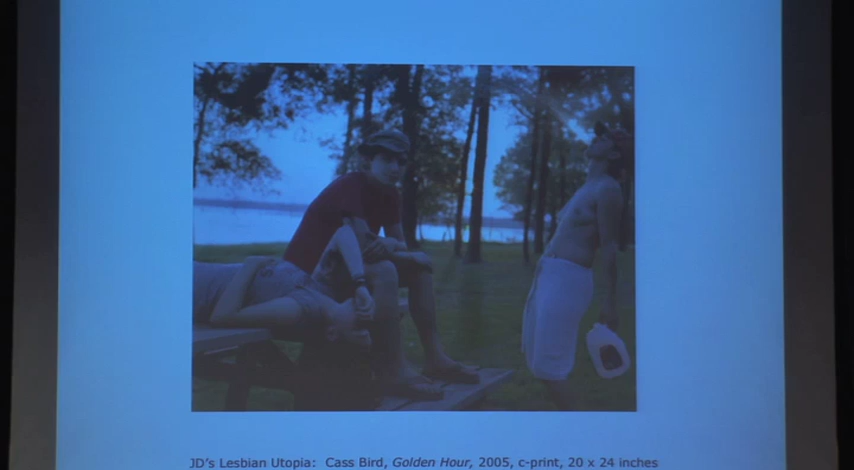 JD's Lesbian Utopia: Cass Bird, Golden Hour, 2005, c-print, 20 x 24 inches